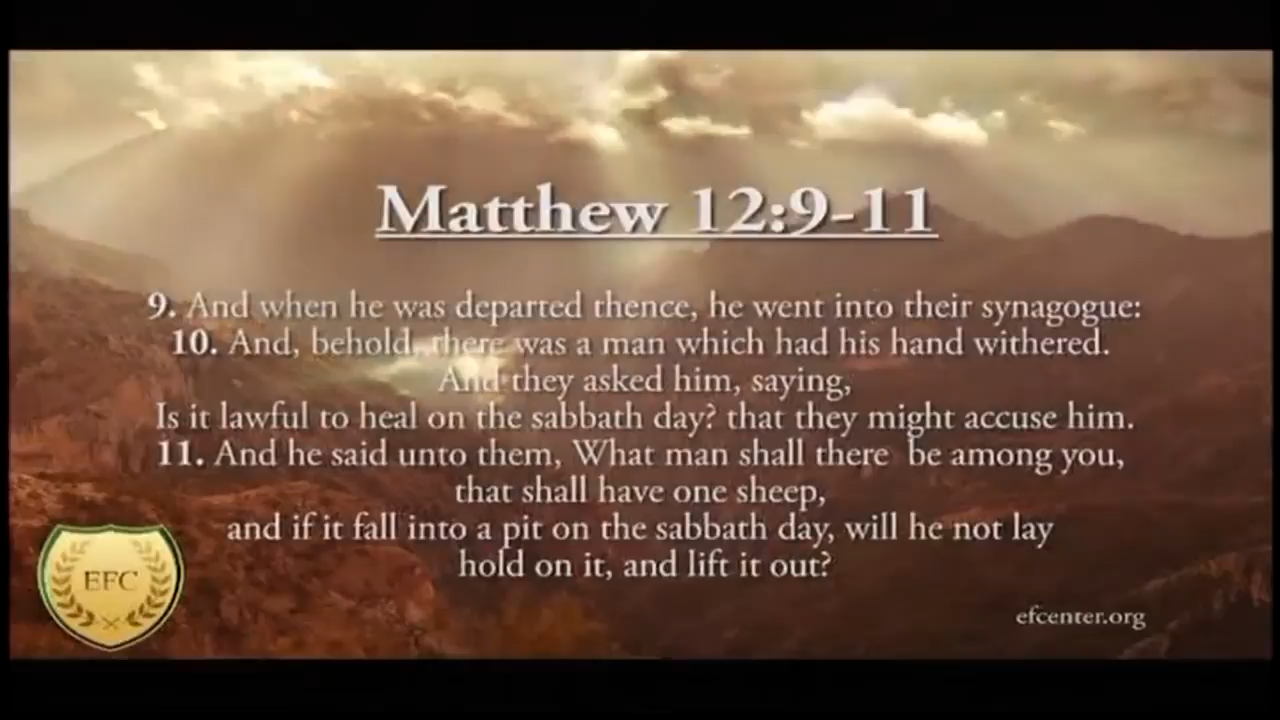 Matthew 12:9-11
9. And when he was departed thence, he went into their synagogue:
10. And, behold, there was a man which had his hand withered.
And they asked him, saying,
Is it lawful to heal on the sabbath day? that they might accuse him.
11. And he said unto them, What man shall there be among you,
that shall have one sheep,
and if it fall into a pit on the sabbath day, will he not lay
hold on it, and lift it out?
EFC
efcenter.org